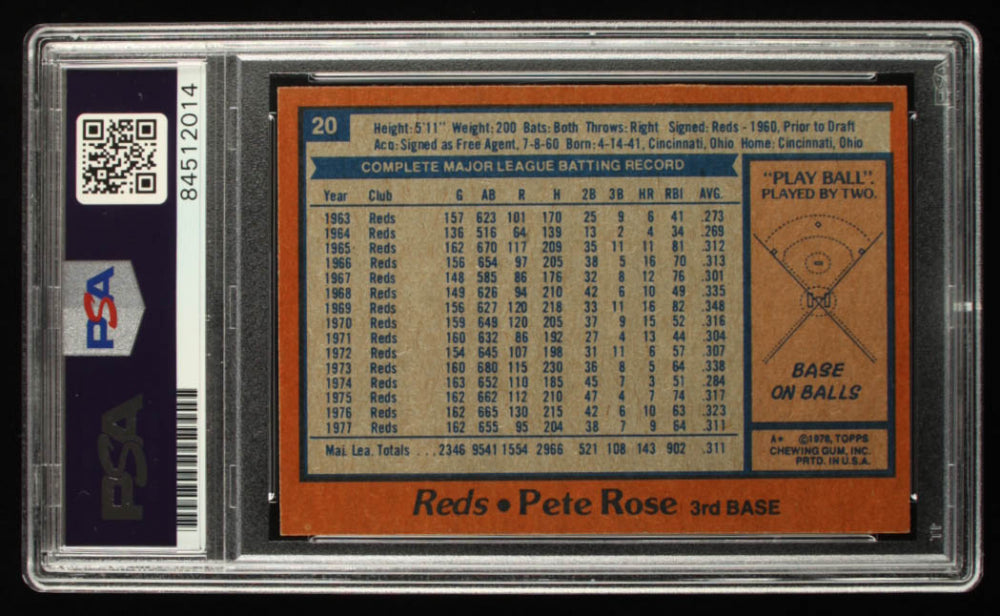 84512014
PSA
PSA
20
Height: 5'11" Weight: 200 Bats: Both Throws: Right Signed: Reds - 1960, Prior to Draft
Acq: Signed as Free Agent, 7-8-60 Born: 4-14-41, Cincinnati, Ohio Home: Cincinnati, Ohio
COMPLETE MAJOR LEAGUE BATTING RECORD
Year Club G AB R H 2B 3B HR RBI AVG.
1963 Reds 157 623 101 170 25 9 6 41 .273
1964 Reds 136 516 64 139 13 2 4 34 .269
1965 Reds 162 670 117 209 35 11 11 81 .312
1966 Reds 156 654 97 205 38 5 16 70 .313
1967 Reds 148 585 86 176 32 8 12 76 .301
1968 Reds 149 626 94 210 42 6 10 49 .335
1969 Reds 156 627 120 218 33 11 16 82 .348
1970 Reds 159 649 120 205 37 9 15 52 .316
1971 Reds 160 632 86 192 27 4 13 44 .304
1972 Reds 154 645 107 198 31 11 6 57 .307
1973 Reds 160 680 115 230 36 8 5 64 .338
1974 Reds 163 652 110 185 45 7 3 51 .284
1975 Reds 162 662 112 210 47 4 7 74 .317
1976 Reds 162 665 130 215 42 6 10 63 .323
1977 Reds 162 655 95 204 38 7 9 64 .311
Maj. Lea. Totals ...2346 9541 1554 2966 521 108 143 902 .311
"PLAY BALL".
PLAYED BY TWO.
BASE
ON BALLS
A* ©1978, TOPPS
CHEWING GUM, INC.
PRTD. IN U.S.A.
Reds • Pete Rose 3rd BASE